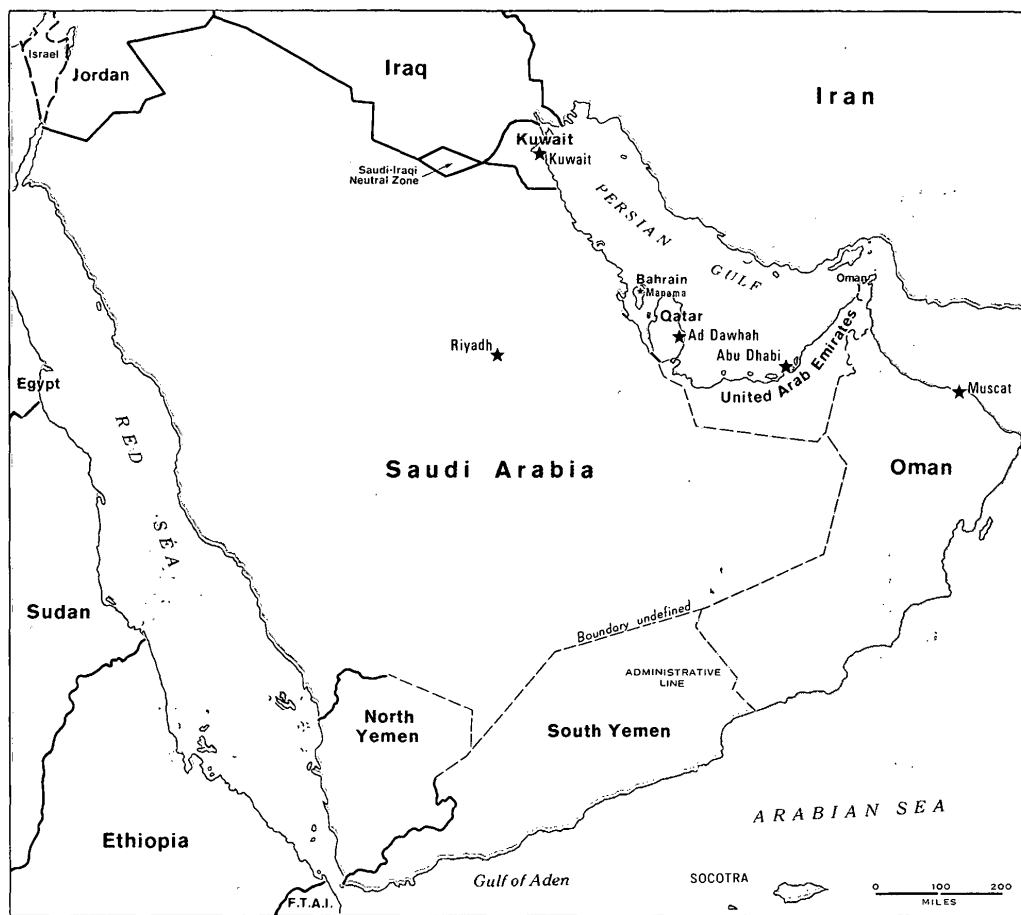 Israel
Jordan
Iraq
Iran
Kuwait
Kuwait
Saudi-Iraqi
Neutral Zone
PERSIAN
GULF
Bahrain
Manama
Oman
Qatar
Ad Dawhah
Riyadh
Abu Dhabi
United Arab Emirates
Egypt
Muscat
RED
SEA
Saudi Arabia
Oman
Sudan
Boundary undefined
ADMINISTRATIVE
LINE
North
Yemen
South Yemen
ARABIAN SEA
Ethiopia
Gulf of Aden
SOCOTRA
F.T.A.I.
0 100 200
MILES